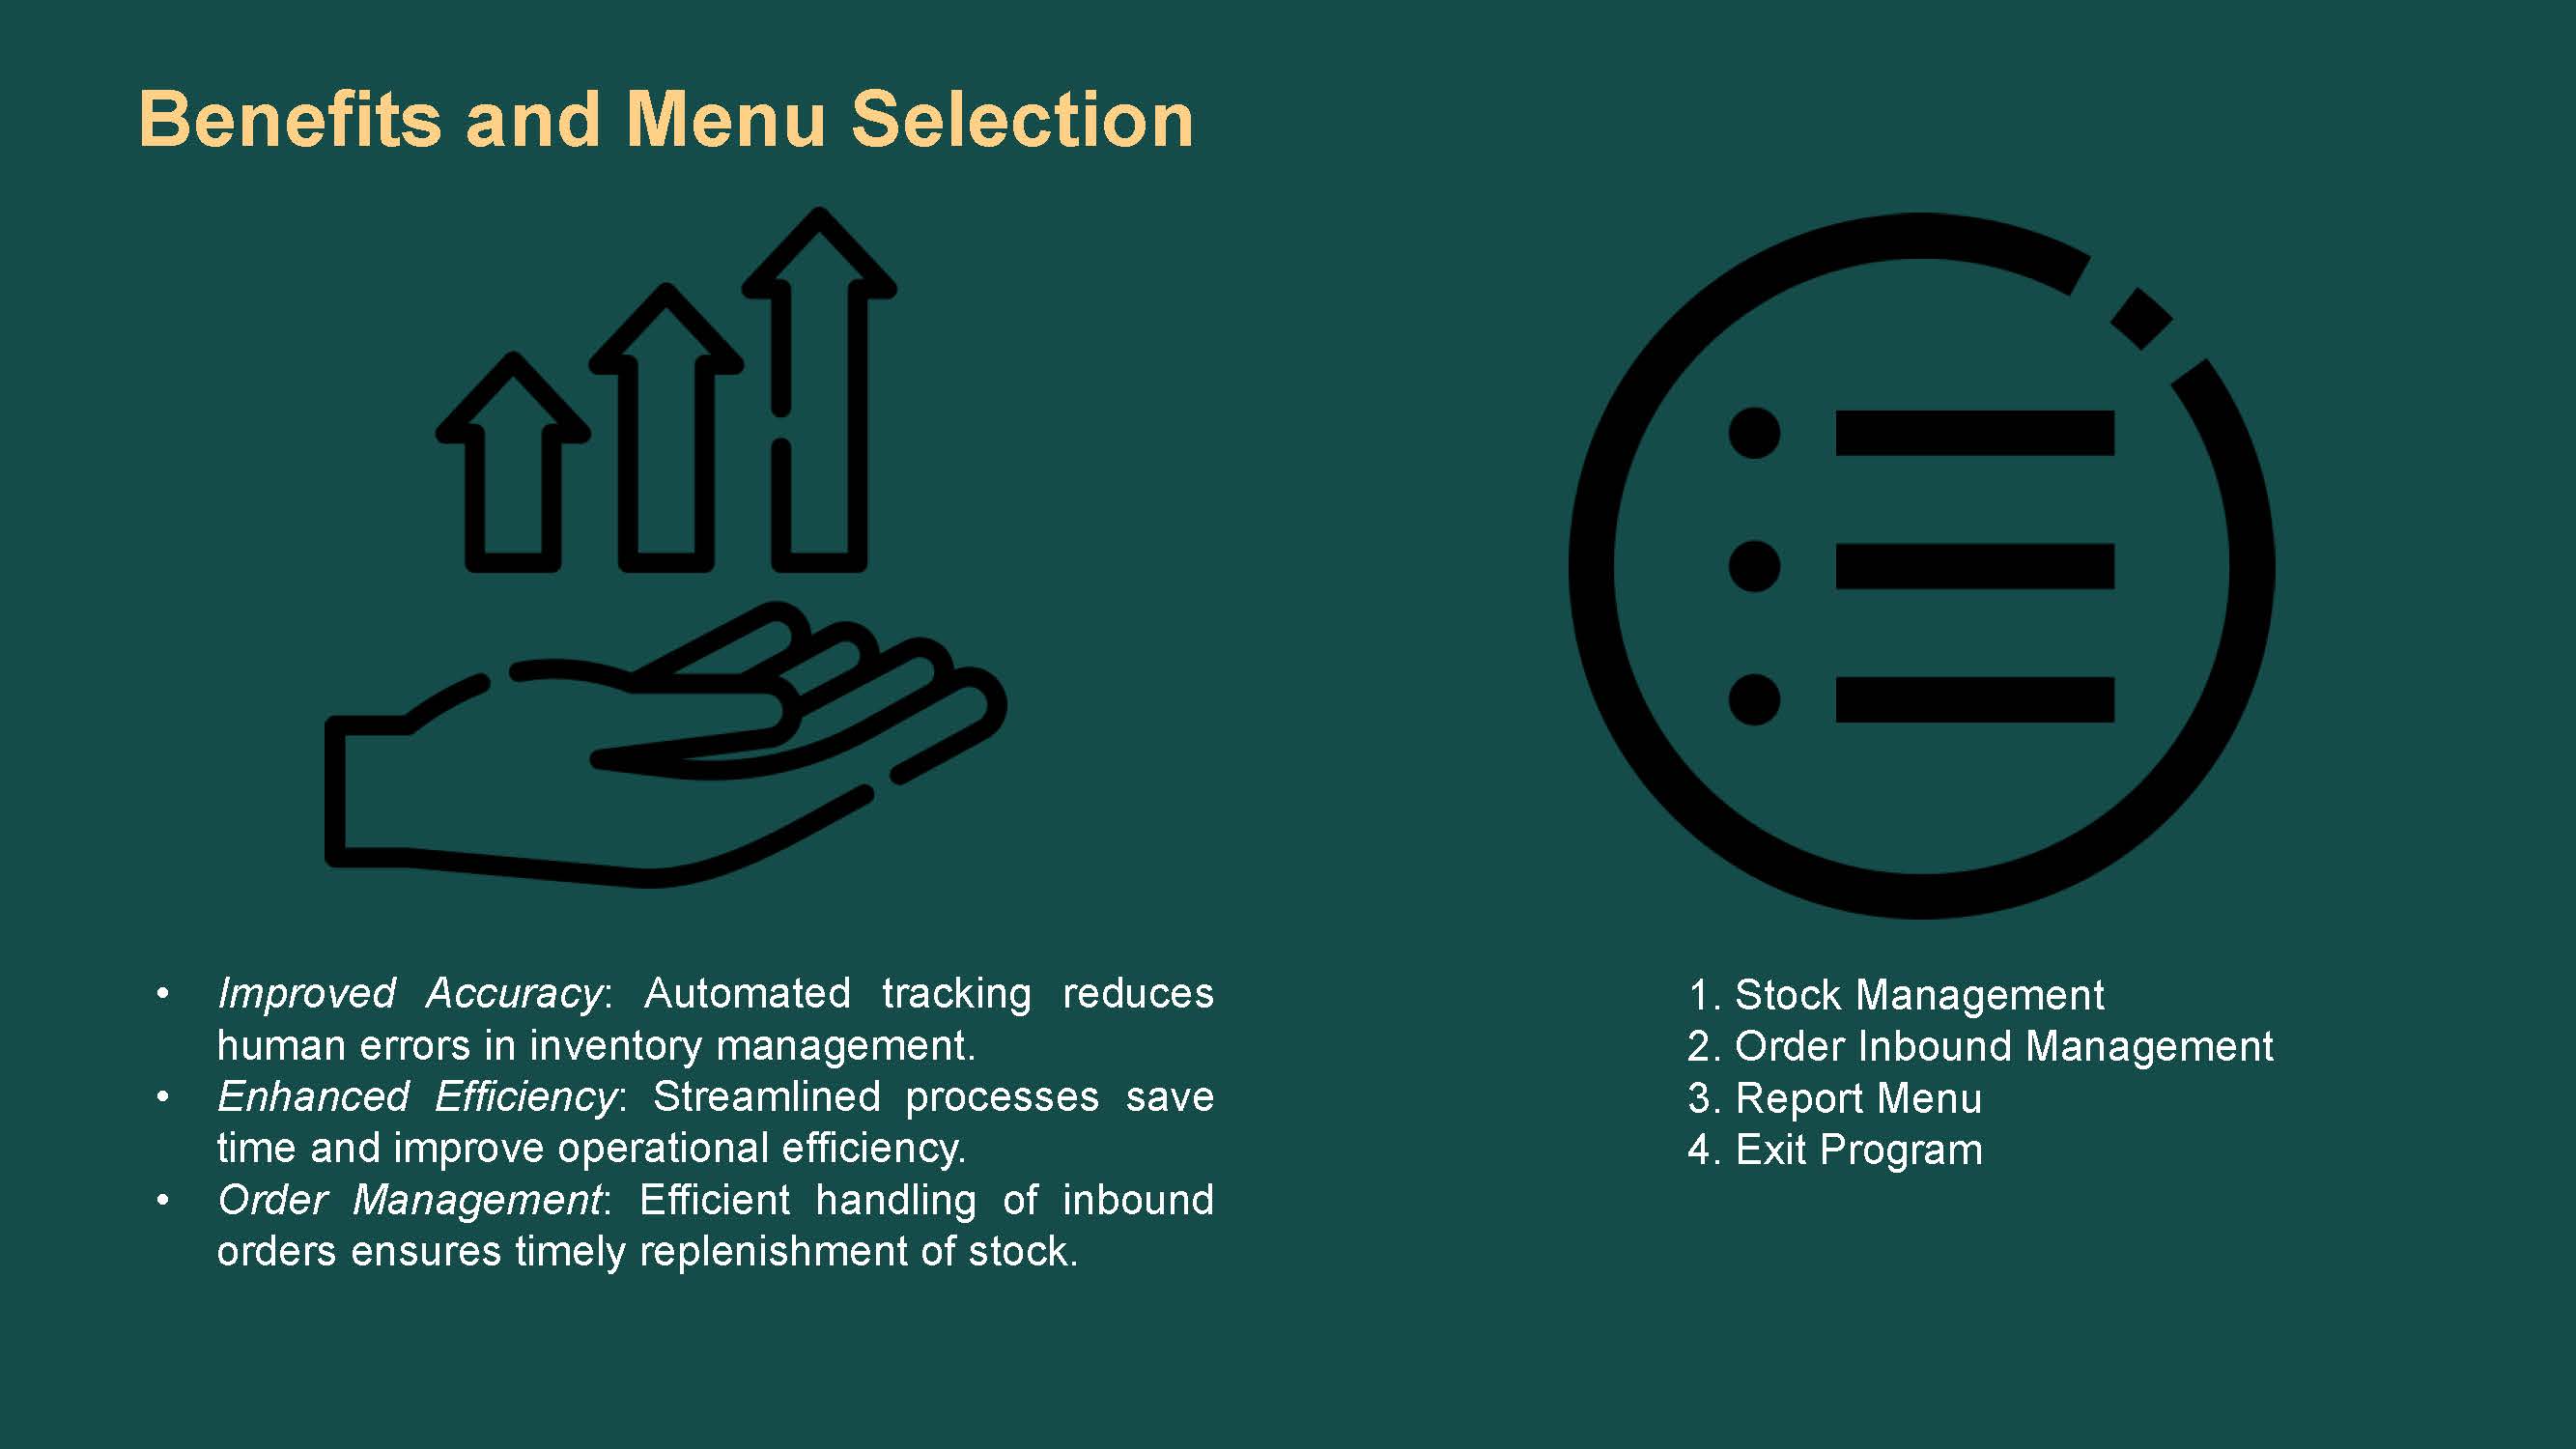 Benefits and Menu Selection
• Improved Accuracy: Automated tracking reduces
human errors in inventory management.
• Enhanced Efficiency: Streamlined processes save
time and improve operational efficiency.
• Order Management: Efficient handling of inbound
orders ensures timely replenishment of stock.
1. Stock Management
2. Order Inbound Management
3. Report Menu
4. Exit Program